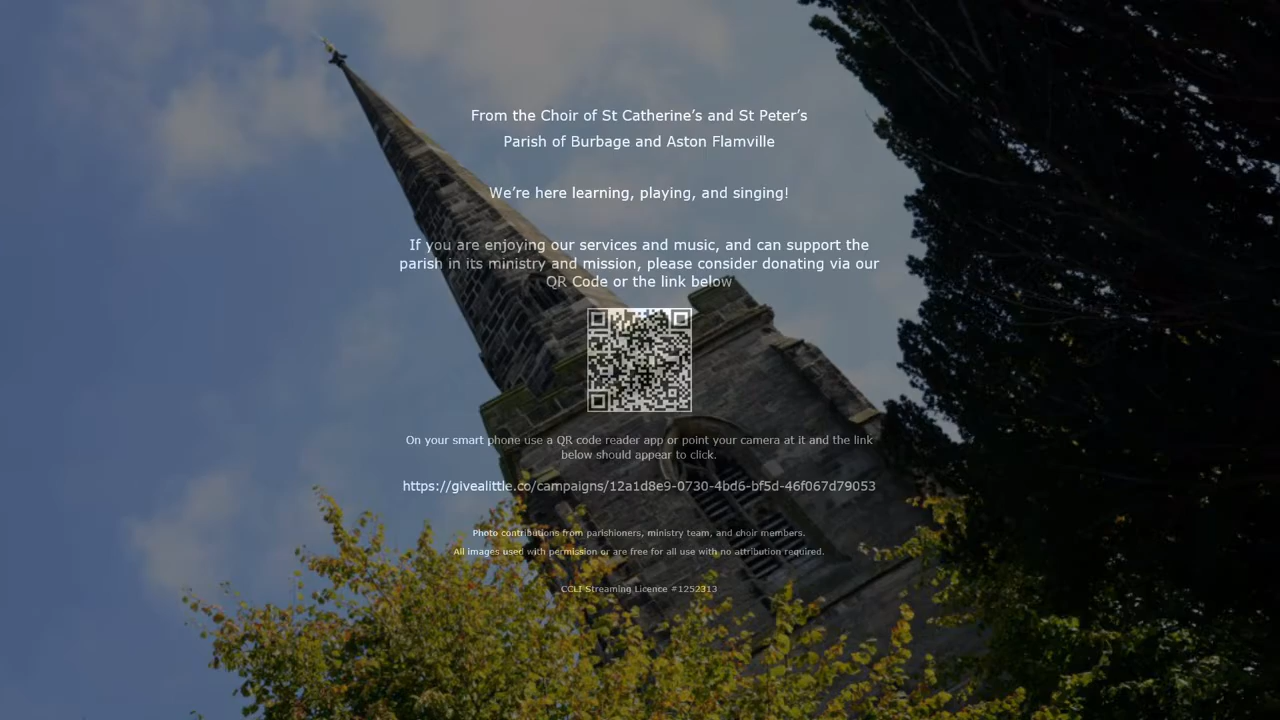 From the Choir of St Catherine’s and St Peter’s
Parish of Burbage and Aston Flamville
We’re here learning, playing, and singing!
If you are enjoying our services and music, and can support the
parish in its ministry and mission, please consider donating via our
QR Code or the link below
On your smart phone use a QR code reader app or point your camera at it and the link
below should appear to click.
https://givealittle.co/campaigns/12a1d8e9-0730-4bd6-bf5d-46f067d79053
Photo contributions from parishioners, ministry team, and choir members.
All images used with permission or are free for all use with no attribution required.
CCLI Streaming Licence #1252313